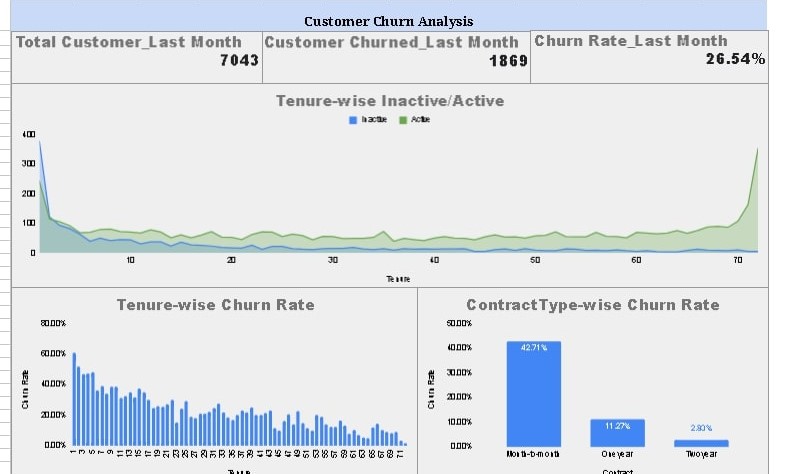 Customer Churn Analysis
Total Customer_Last Month
7043
Customer Churned_Last Month
1869
Churn Rate_Last Month
26.54%
Tenure-wise Inactive/Active
Inactive Active
400
300
200
100
0
10 20 30 40 50 60 70
Tenure
Tenure-wise Churn Rate
80.00%
60.00%
40.00%
20.00%
0.00%
Churn Rate
1 3 5 7 9 11 13 15 17 19 21 23 25 27 29 31 33 35 37 39 41 43 45 47 49 51 53 55 57 59 61 63 65 67 69 71
Tenure
ContractType-wise Churn Rate
50.00%
40.00%
30.00%
20.00%
10.00%
0.00%
Churn Rate
42.71%
11.27%
2.83%
Month-to-month
One year
Two year
Contract